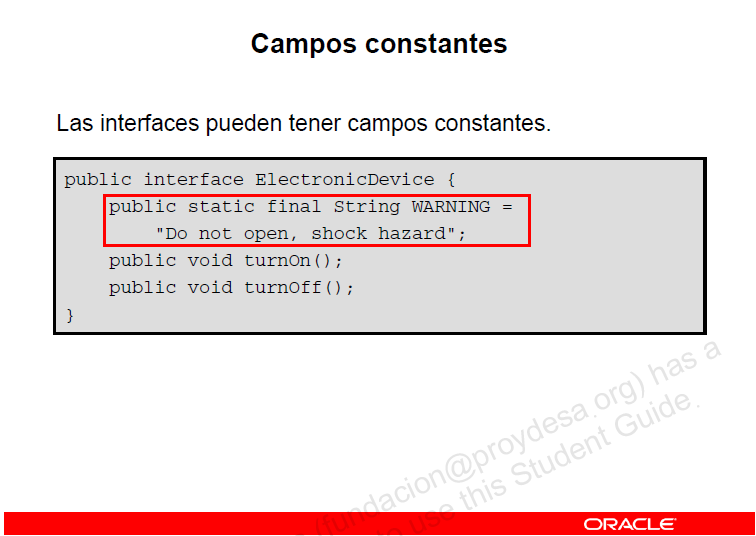 Campos constantes
Las interfaces pueden tener campos constantes.
public interface ElectronicDevice {
public static final String WARNING =
"Do not open, shock hazard";
public void turnOn();
public void turnOff();
}
(fundacion@proydesa.org) has a
to use this Student Guide.
ORACLE